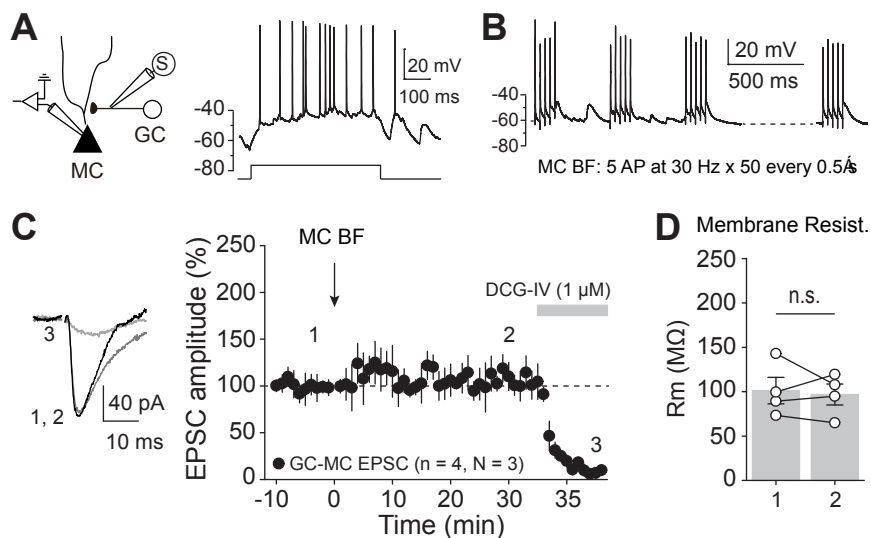 A
S
GC
MC
20 mV
100 ms
-40
-60
-80
B
20 mV
500 ms
-40
-60
-80
MC BF: 5 AP at 30 Hz x 50 every 0.5Ás
C
3
1, 2
40 pA
10 ms
EPSC amplitude (%)
250
200
150
100
50
0
MC BF
DCG-IV (1 µM)
1
2
3
GC-MC EPSC (n = 4, N = 3)
-10
0
10
20
30
35
Time (min)
D
Membrane Resist.
Rm (MΩ)
250
200
150
100
50
0
n.s.
1
2